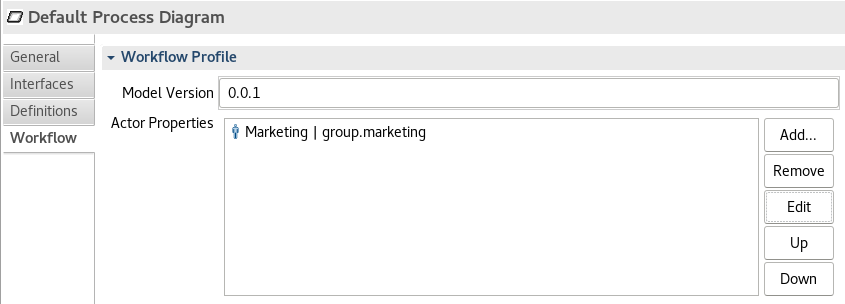 Default Process Diagram
General
Interfaces
Definitions
Workflow
Workflow Profile
Model Version 0.0.1
Actor Properties
Marketing | group.marketing
Add...
Remove
Edit
Up
Down